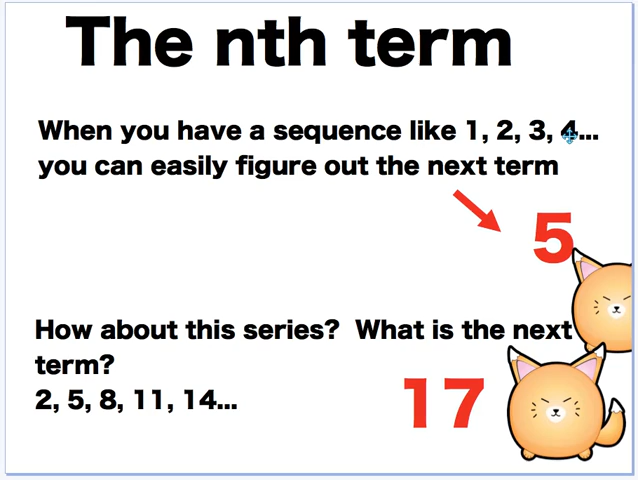 The nth term
When you have a sequence like 1, 2, 3, 4...
you can easily figure out the next term
5
How about this series? What is the next
term?
2, 5, 8, 11, 14...
17